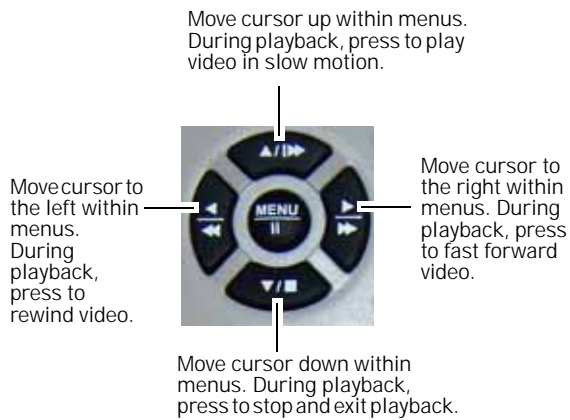 Move cursor up within menus.
During playback, press to play
video in slow motion.
Move cursor to
the left within
menus.
During
playback,
press to
rewind video.
MENU
Move cursor to
the right within
menus. During
playback, press
to fast forward
video.
Move cursor down within
menus. During playback,
press to stop and exit playback.